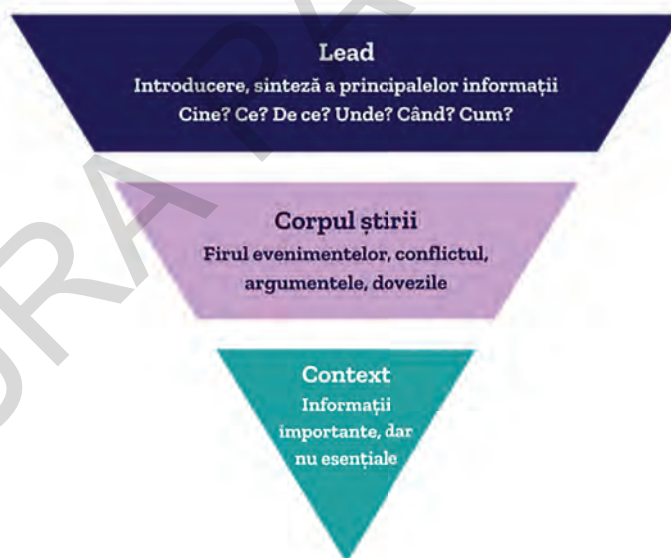 Lead
Introducere, sinteză a principalelor informații
Cine? Ce? De ce? Unde? Când? Cum?
Corpul știrii
Firul evenimentelor, conflictul,
argumentele, dovezile
Context
Informații
importante, dar
nu esențiale